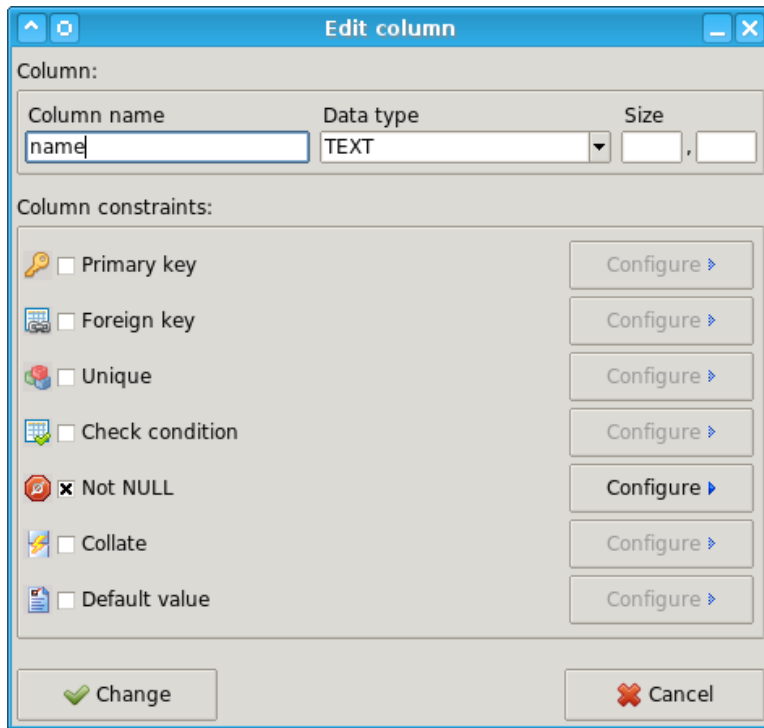 Edit column
Column:
Column name Data type Size
name TEXT ,
Column constraints:
Primary key Configure
Foreign key Configure
Unique Configure
Check condition Configure
Not NULL Configure
Collate Configure
Default value Configure
Change Cancel